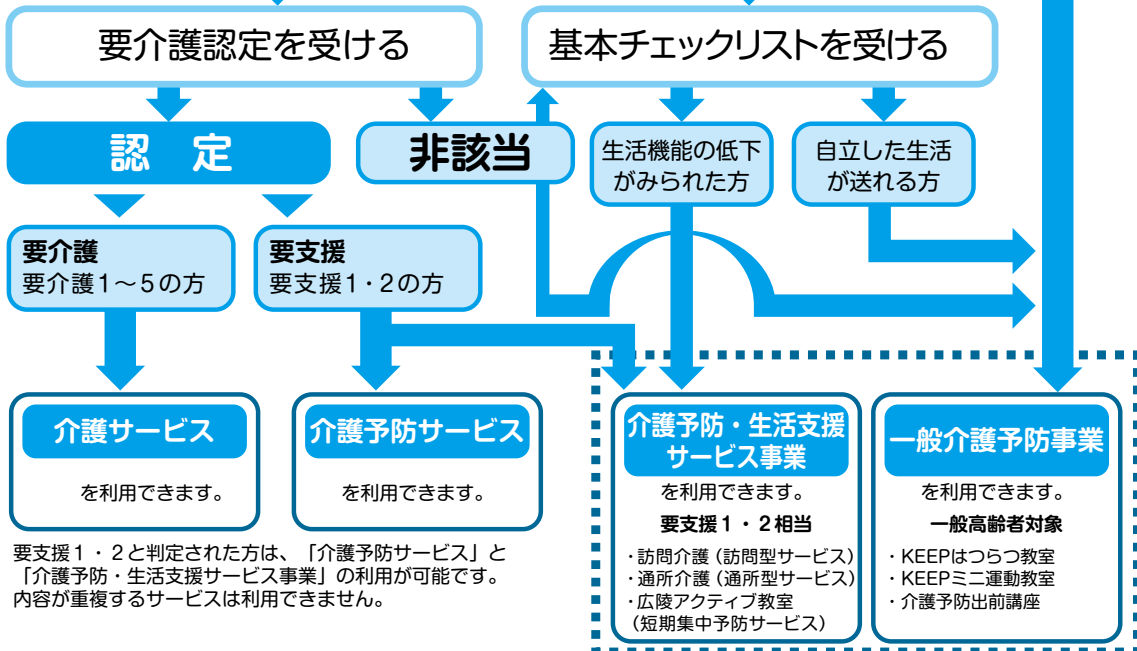 要介護認定を受ける
基本チェックリストを受ける
認 定
非該当
生活機能の低下
がみられた方
自立した生活
が送れる方
要介護
要介護1~5の方
要支援
要支援1・2の方
介護サービス
を利用できます。
介護予防サービス
を利用できます。
介護予防・生活支援
サービス事業
を利用できます。
要支援1・2相当
・訪問介護(訪問型サービス)
・通所介護(通所型サービス)
・広陵アクティブ教室
(短期集中予防サービス)
一般介護予防事業
を利用できます。
一般高齢者対象
・KEEPはつらつ教室
・KEEPミニ運動教室
・介護予防出前講座
要支援1・2と判定された方は、「介護予防サービス」と
「介護予防・生活支援サービス事業」の利用が可能です。
内容が重複するサービスは利用できません。